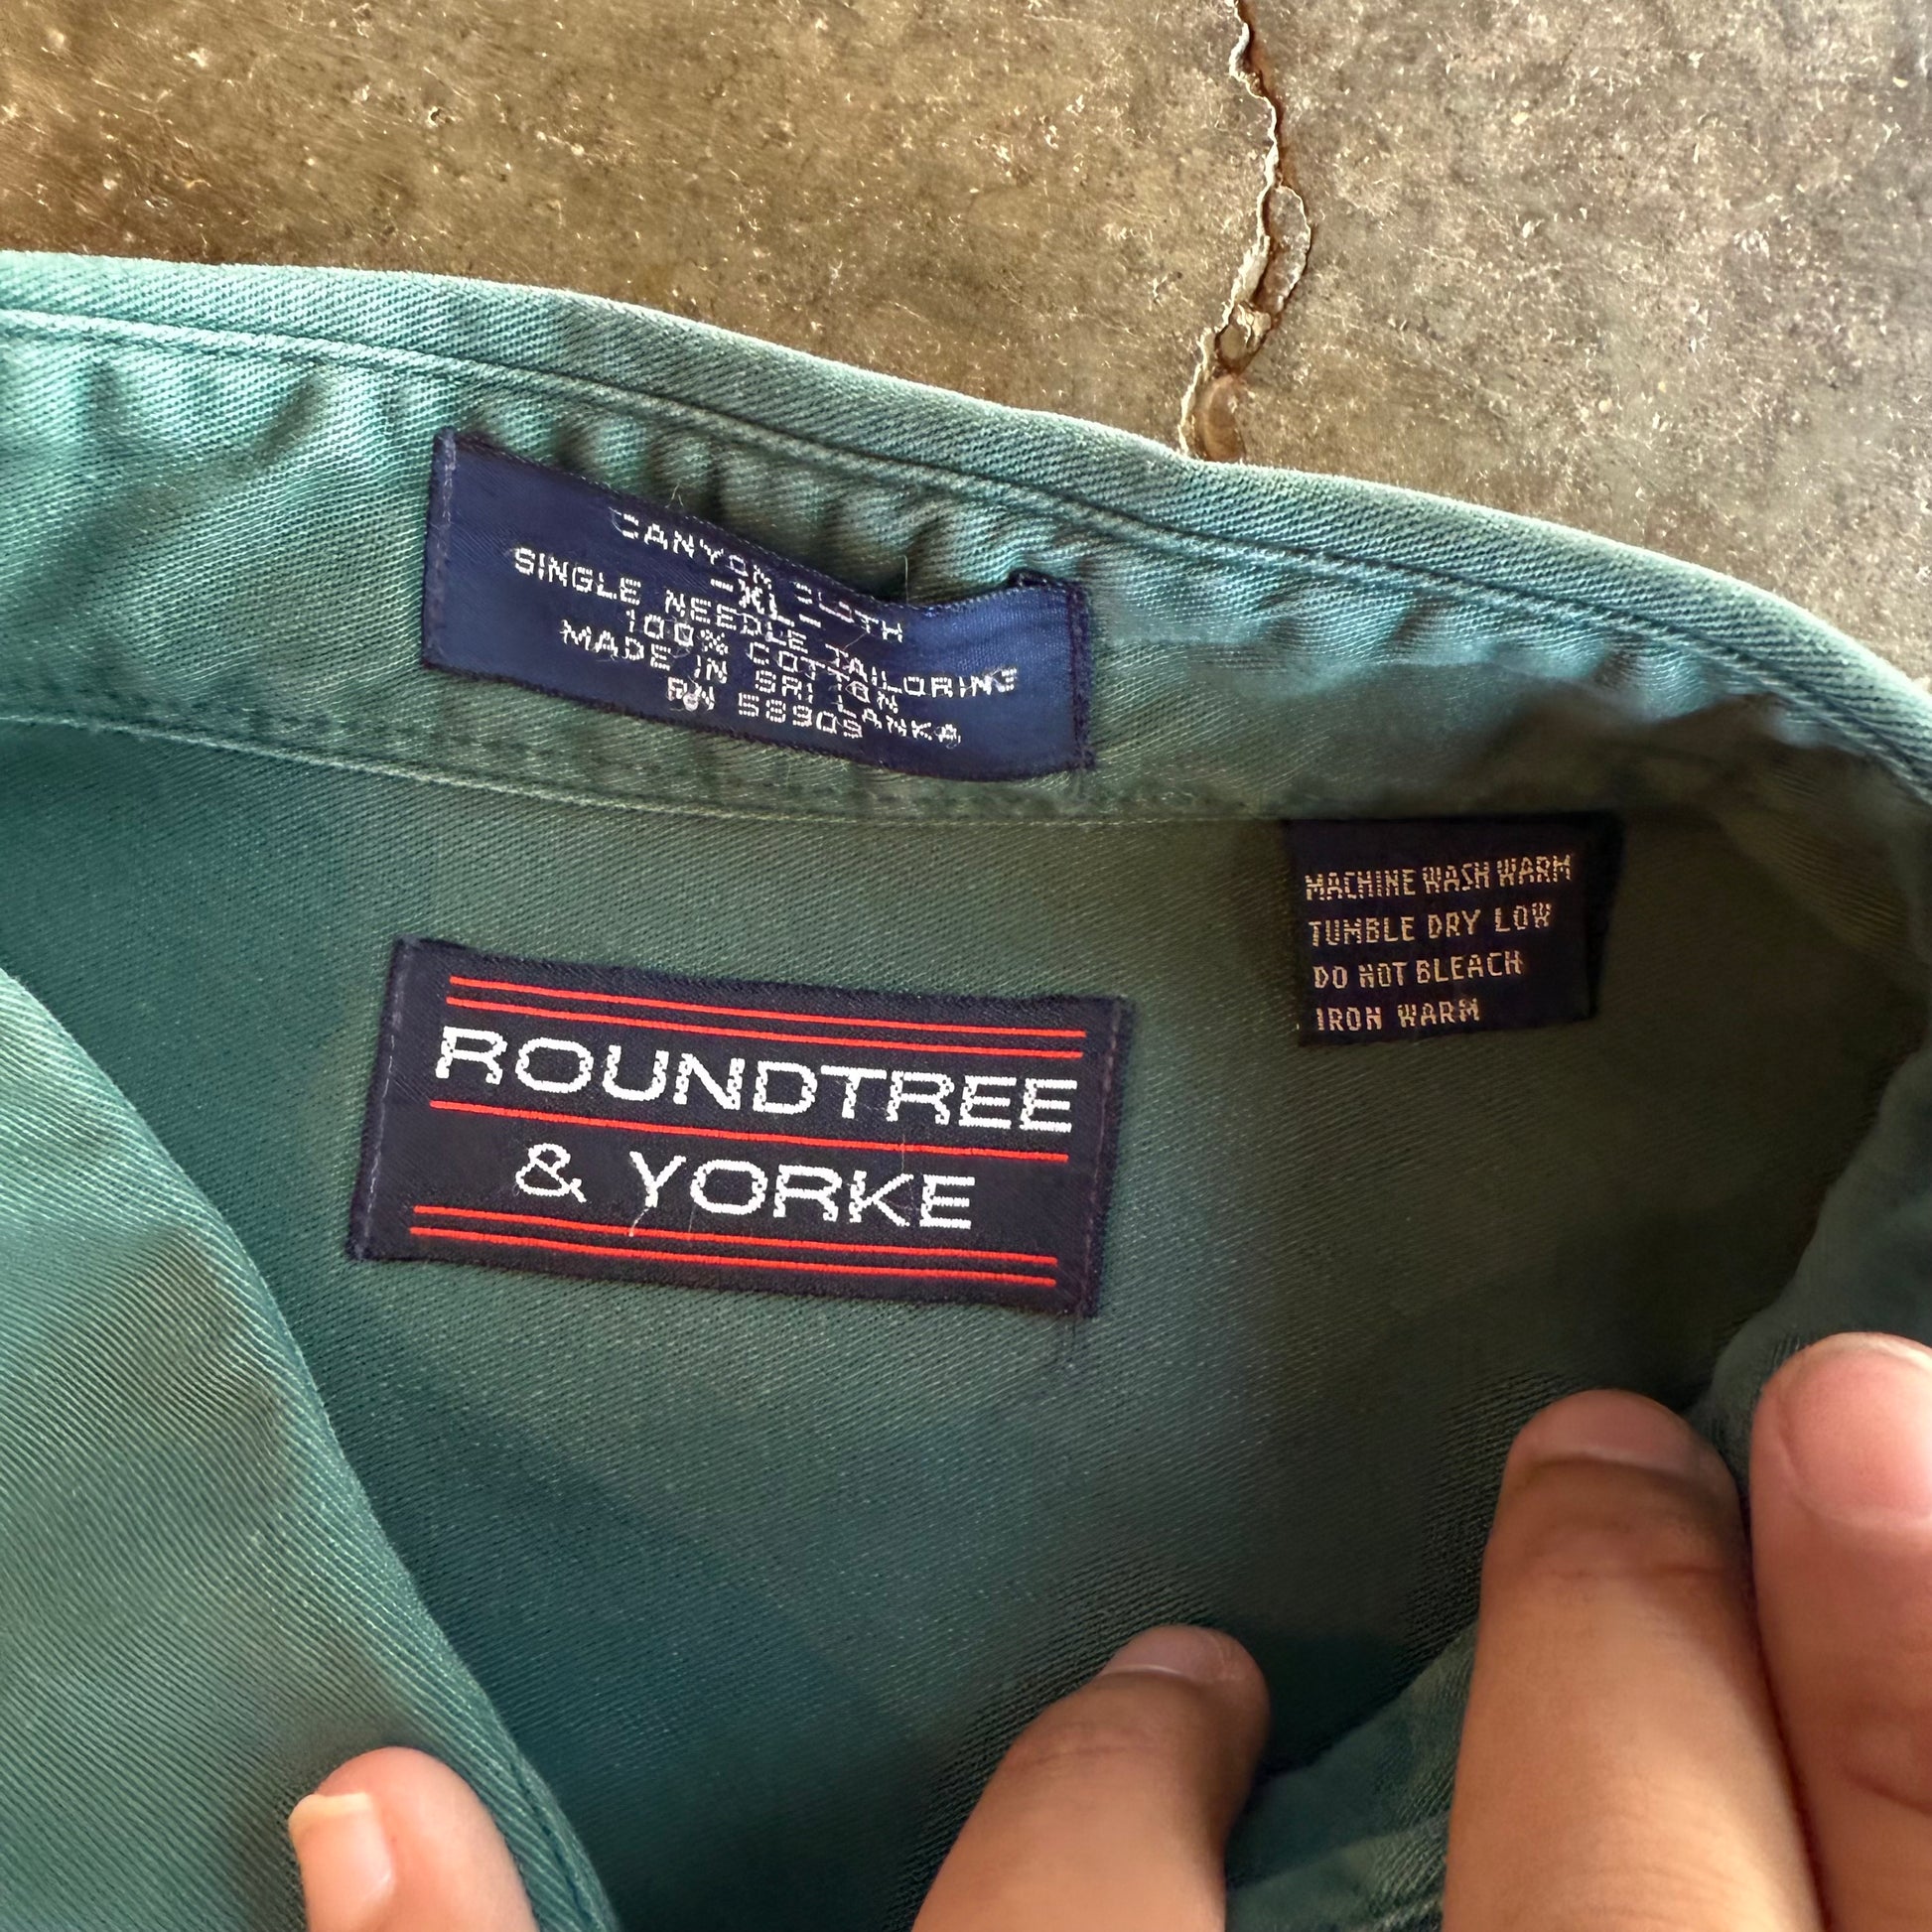 CANYON CLOTH
-XL-
SINGLE NEEDLE TAILORING
100% COTTON
MADE IN SRI LANKA
RN 58909
MACHINE WASH WARM
TUMBLE DRY LOW
DO NOT BLEACH
IRON WARM
ROUNDTREE
& YORKE